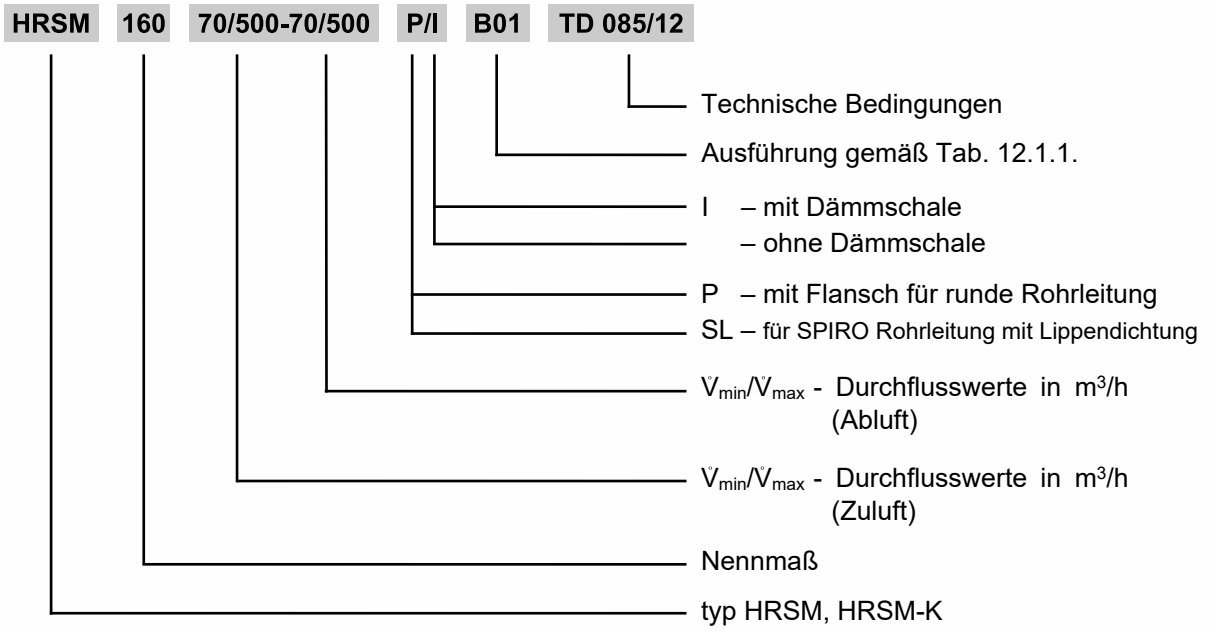 HRSM 160 70/500-70/500 P/I B01 TD 085/12
Technische Bedingungen
Ausführung gemäß Tab. 12.1.1.
I – mit Dämmschale
– ohne Dämmschale
P – mit Flansch für runde Rohrleitung
SL – für SPIRO Rohrleitung mit Lippendichtung
V̊min/V̊max - Durchflusswerte in m³/h
(Abluft)
V̊min/V̊max - Durchflusswerte in m³/h
(Zuluft)
Nennmaß
typ HRSM, HRSM-K